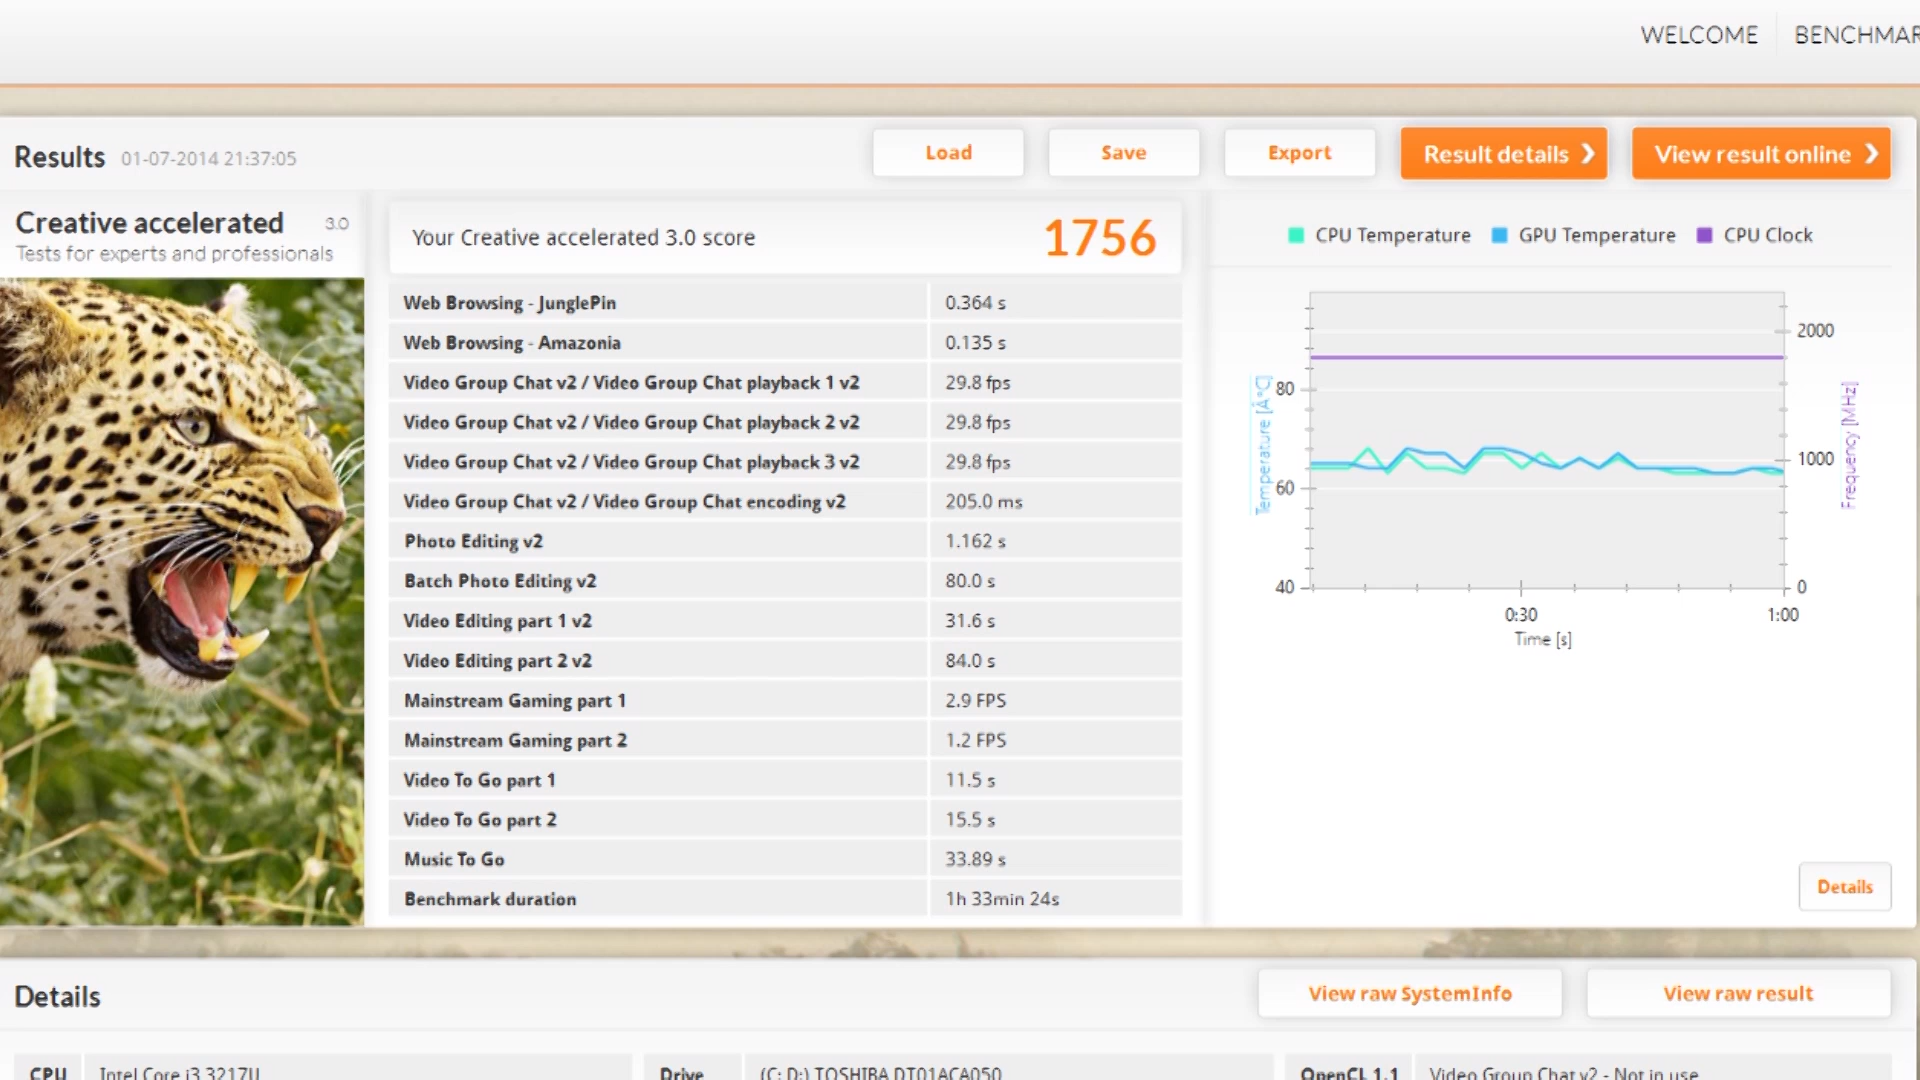 WELCOME BENCHMAR
Results 01-07-2014 21:37:05 Load Save Export Result details View result online
Creative accelerated 3.0
Tests for experts and professionals
Your Creative accelerated 3.0 score 1756
Web Browsing - JunglePin 0.364 s
Web Browsing - Amazonia 0.135 s
Video Group Chat v2 / Video Group Chat playback 1 v2 29.8 fps
Video Group Chat v2 / Video Group Chat playback 2 v2 29.8 fps
Video Group Chat v2 / Video Group Chat playback 3 v2 29.8 fps
Video Group Chat v2 / Video Group Chat encoding v2 205.0 ms
Photo Editing v2 1.162 s
Batch Photo Editing v2 80.0 s
Video Editing part 1 v2 31.6 s
Video Editing part 2 v2 84.0 s
Mainstream Gaming part 1 2.9 FPS
Mainstream Gaming part 2 1.2 FPS
Video To Go part 1 11.5 s
Video To Go part 2 15.5 s
Music To Go 33.89 s
Benchmark duration 1h 33min 24s
CPU Temperature GPU Temperature CPU Clock
Temperature [Â°C]
80
60
40
2000
1000
0
Frequency [MHz]
0:30 1:00
Time [s]
Details
Details View raw SystemInfo View raw result
CPU Intel Core i3 3217U Drive (C: D:) TOSHIBA DT01ACA050 OpenCL 1.1 Video Group Chat v2 - Not in use